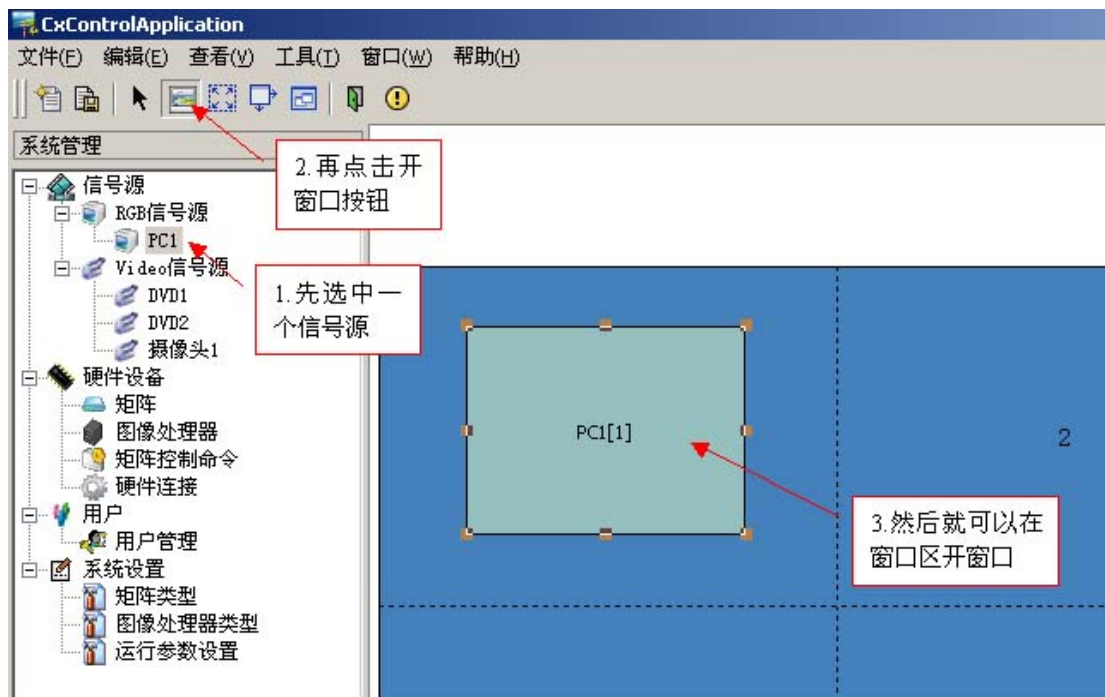 CxControlApplication
文件(F) 编辑(E) 查看(V) 工具(T) 窗口(W) 帮助(H)
系统管理
信号源
RGB信号源
PC1
Video信号源
DVD1
DVD2
摄像头1
硬件设备
矩阵
图像处理器
矩阵控制命令
硬件连接
用户
用户管理
系统设置
矩阵类型
图像处理器类型
运行参数设置
2.再点击开
窗口按钮
1.先选中一
个信号源
PC1[1]
2
3.然后就可以在
窗口区开窗口